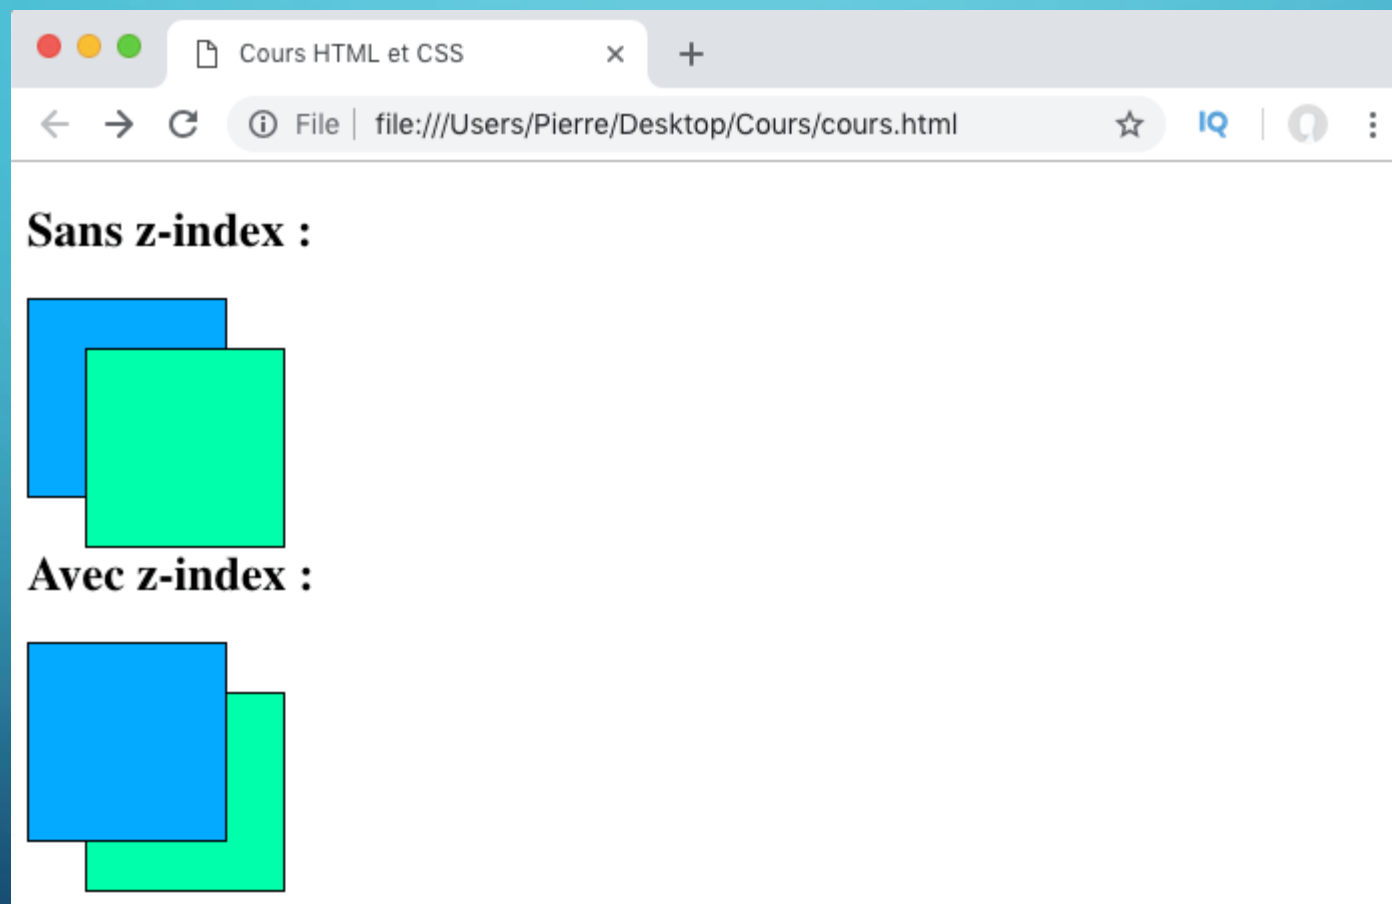 Cours HTML et CSS
File file:///Users/Pierre/Desktop/Cours/cours.html IQ
Sans z-index :
Avec z-index :